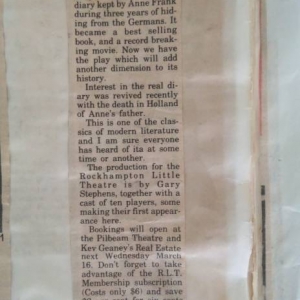 diary kept by Anne Frank
during three years of hid-
ing from the Germans. It
became a best selling
book, and a record break-
ing movie. Now we have
the play which will add
another dimension to its
history.
Interest in the real di-
ary was revived recently
with the death in Holland
of Anne's father.
This is one of the clas-
sics of modern literature
and I am sure everyone
has heard of ita at some
time or another.
The production for the
Rockhampton Little
Theatre is by Gary
Stephens, together with a
cast of ten players, some
making their first appear-
ance here.
Bookings will open at
the Pilbeam Theatre and
Kev Geaney's Real Estate
next Wednesday March
16. Don't forget to take
advantage of the R.L.T.
Membership subscription
(Costs only $6) and save